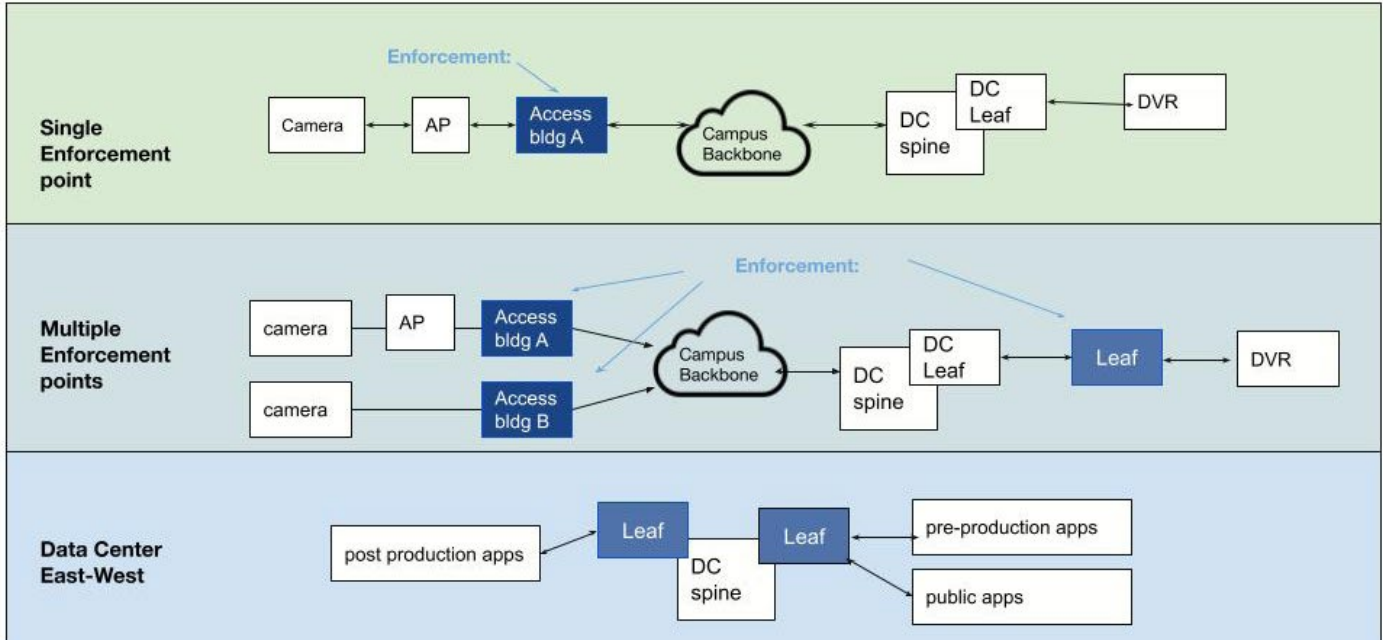 Single
Enforcement
point
Enforcement:
Camera
AP
Access
bldg A
Campus
Backbone
DC
spine
DC
Leaf
DVR
Multiple
Enforcement
points
Enforcement:
camera
AP
Access
bldg A
camera
Access
bldg B
Campus
Backbone
DC
spine
DC
Leaf
Leaf
DVR
Data Center
East-West
post production apps
Leaf
DC
spine
Leaf
pre-production apps
public apps